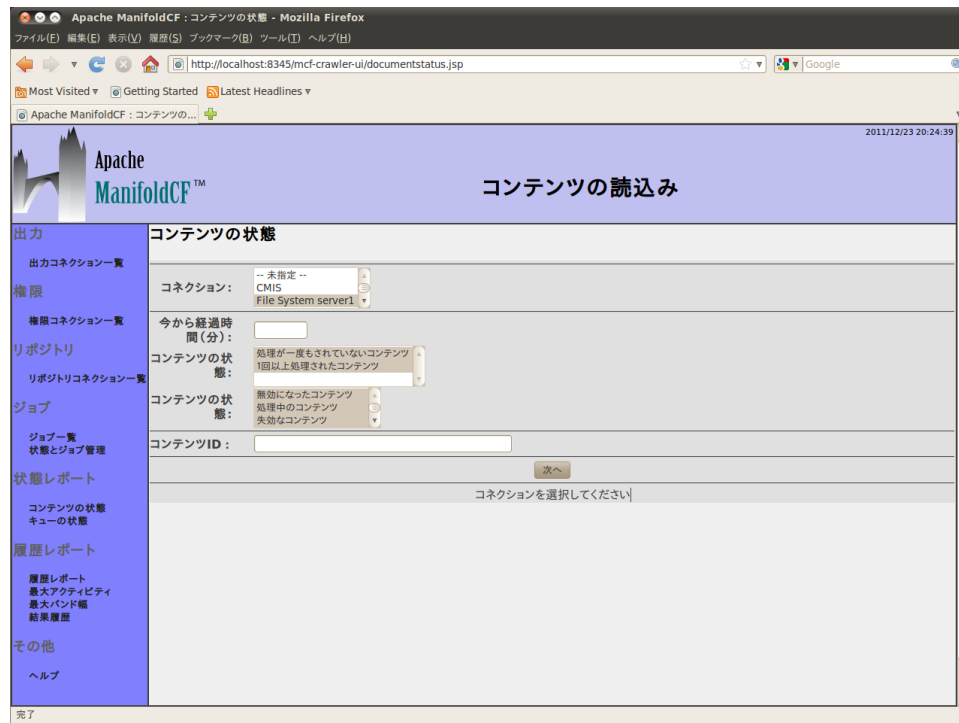 Apache ManifoldCF : コンテンツの状態 - Mozilla Firefox
ファイル(F) 編集(E) 表示(V) 履歴(S) ブックマーク(B) ツール(T) ヘルプ(H)
http://localhost:8345/mcf-crawler-ui/documentstatus.jsp
Google
Most Visited
Getting Started
Latest Headlines
Apache ManifoldCF : コンテンツの...
2011/12/23 20:24:39
Apache
ManifoldCF™
コンテンツの読込み
出力
出力コネクション一覧
権限
権限コネクション一覧
リポジトリ
リポジトリコネクション一覧
ジョブ
ジョブ一覧
状態とジョブ管理
状態レポート
コンテンツの状態
キューの状態
履歴レポート
履歴レポート
最大アクティビティ
最大バンド幅
結果履歴
その他
ヘルプ
コンテンツの状態
コネクション:
-- 未指定 --
CMIS
File System server1
今から経過時
間(分):
コンテンツの状
態:
処理が一度もされていないコンテンツ
1回以上処理されたコンテンツ
コンテンツの状
態:
無効になったコンテンツ
処理中のコンテンツ
失効なコンテンツ
コンテンツID :
次へ
コネクションを選択してください
完了